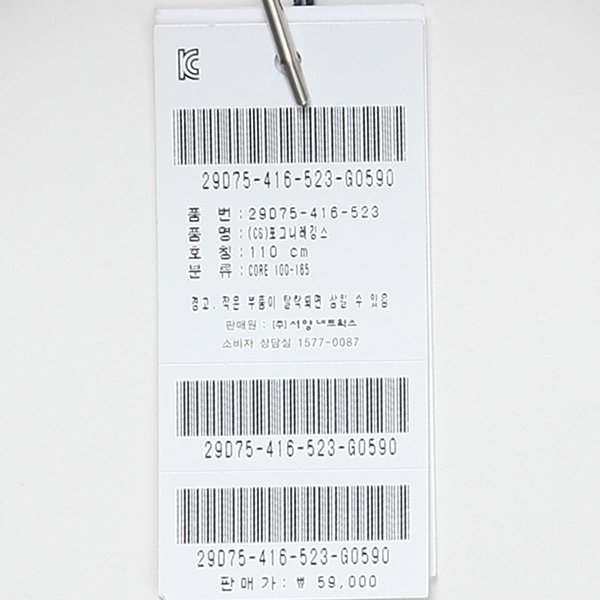 KC
29D75-416-523-G0590
품 번 : 29D75-416-523
품 명 : (CG)포그니레깅스
호 칭 : 110 cm
분 류 : CORE 100-165
경고. 작은 부품이 탈락되면 삼킬 수 있음
판매원 : (주)서양네트웍스
소비자 상담실 1577-0087
29D75-416-523-G0590
29D75-416-523-G0590
판매가 : ₩ 59,000